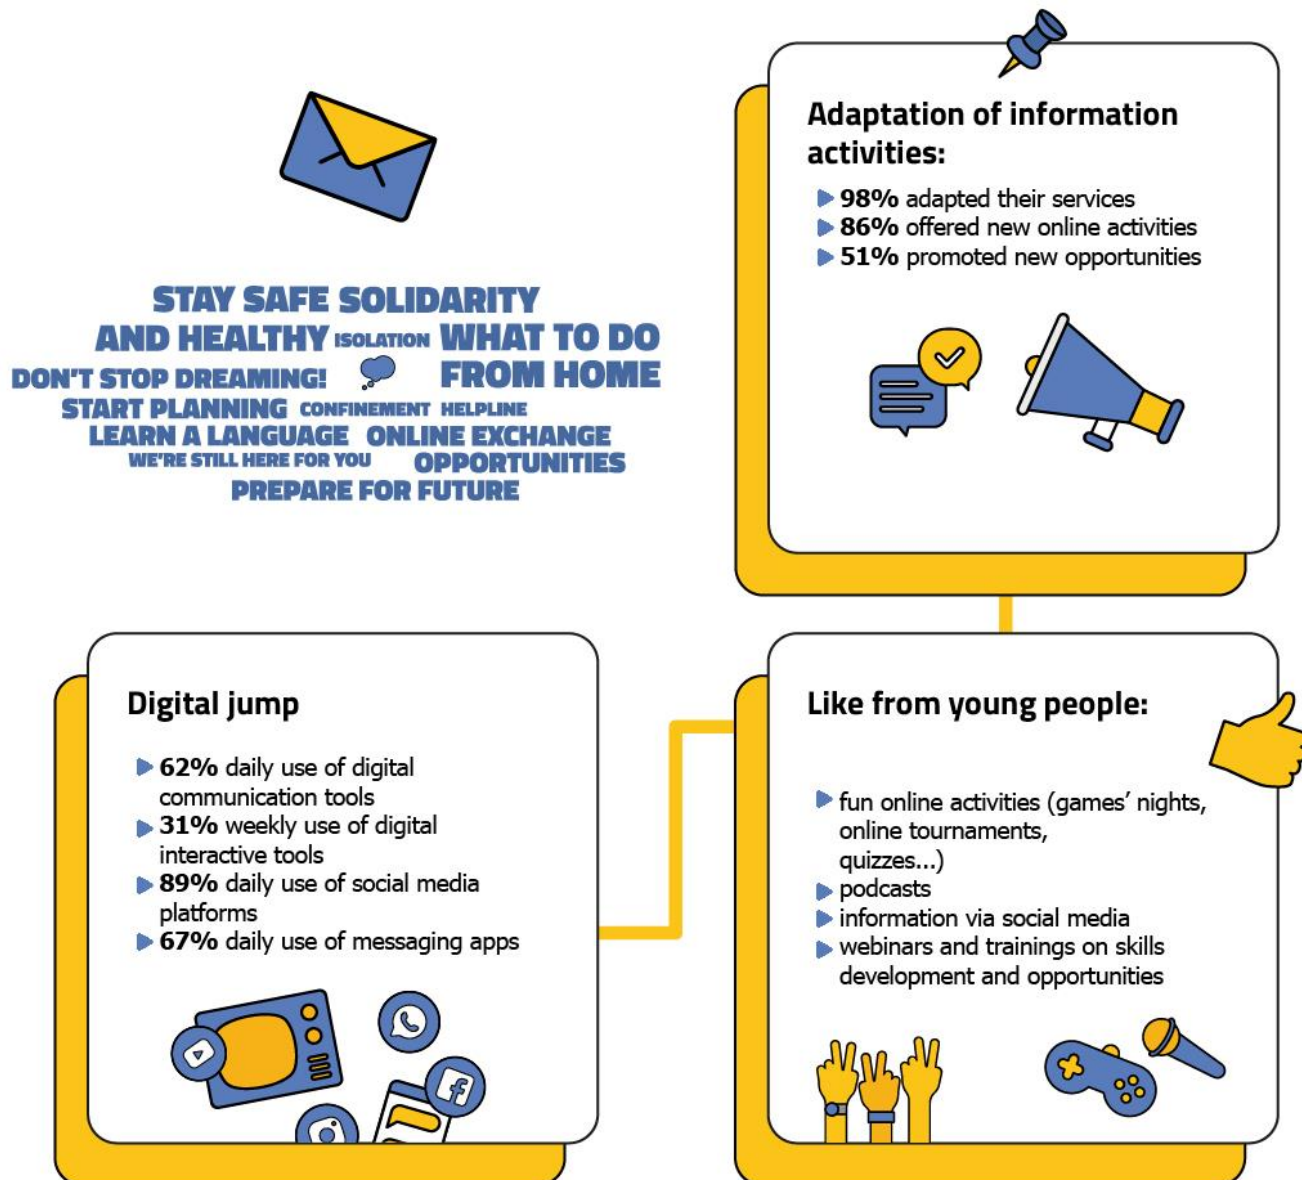 Adaptation of information
activities:
98% adapted their services
86% offered new online activities
51% promoted new opportunities
STAY SAFE SOLIDARITY
AND HEALTHY ISOLATION WHAT TO DO
DON'T STOP DREAMING! FROM HOME
START PLANNING CONFINEMENT HELPLINE
LEARN A LANGUAGE ONLINE EXCHANGE
WE'RE STILL HERE FOR YOU OPPORTUNITIES
PREPARE FOR FUTURE
Digital jump
62% daily use of digital
communication tools
31% weekly use of digital
interactive tools
89% daily use of social media
platforms
67% daily use of messaging apps
Like from young people:
fun online activities (games’ nights,
online tournaments,
quizzes...)
podcasts
information via social media
webinars and trainings on skills
development and opportunities